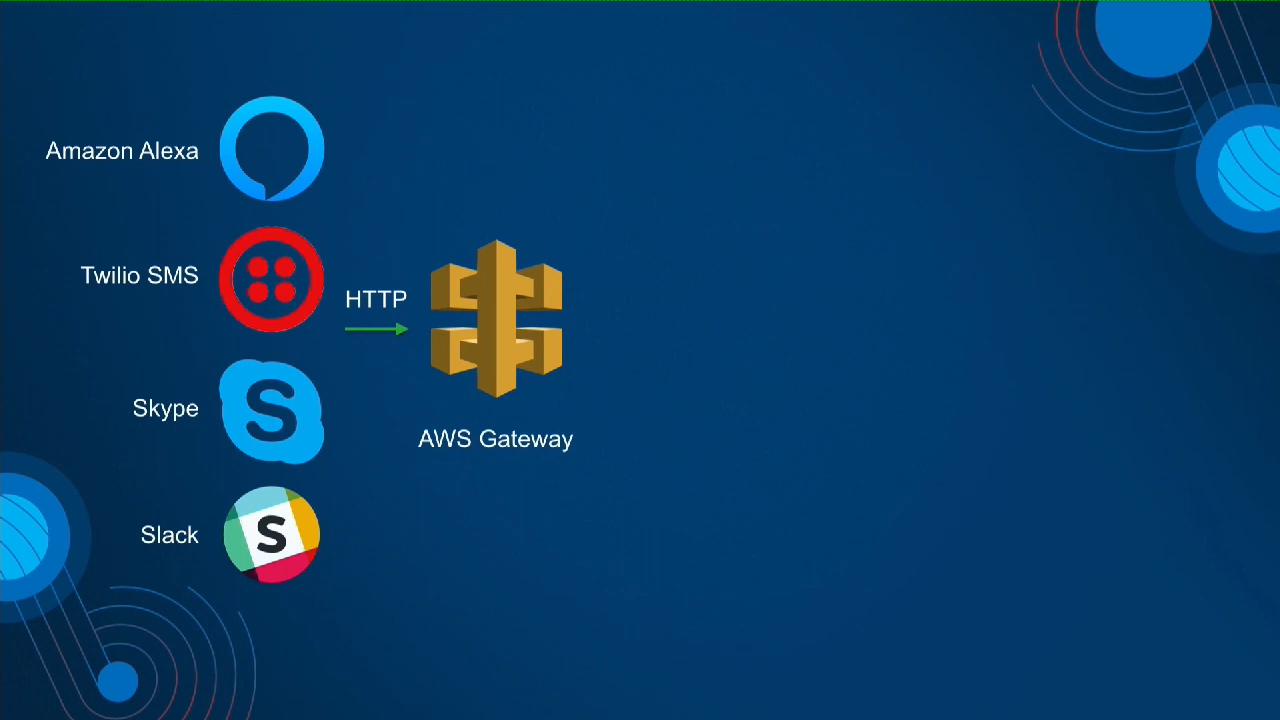 Amazon Alexa
Twilio SMS
HTTP
AWS Gateway
Skype
S
Slack
S